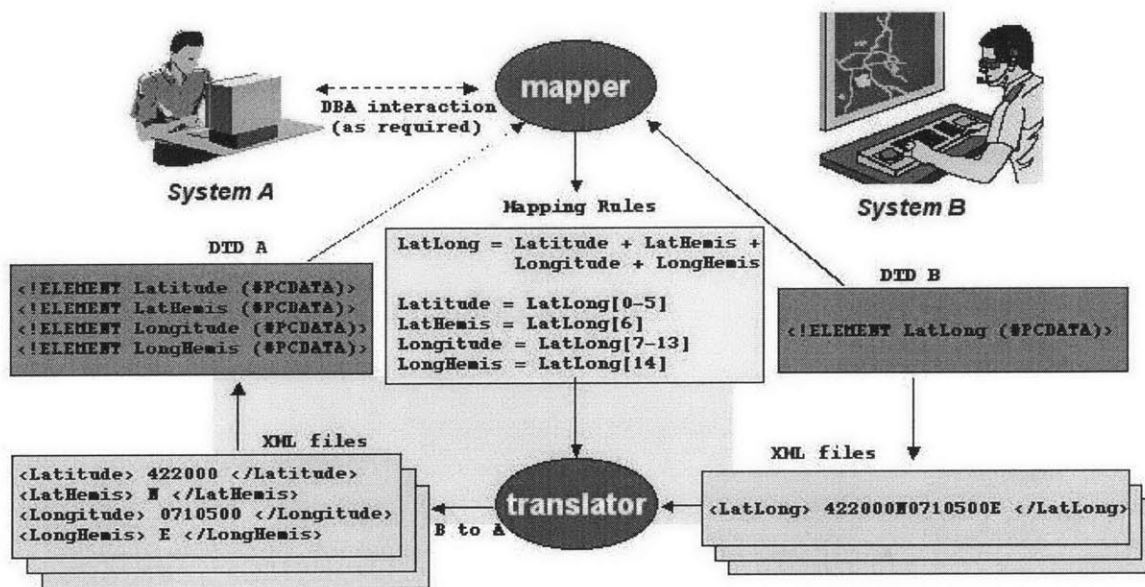 mapper
DBA interaction
(as required)
System A
System B
Mapping Rules
LatLong = Latitude + LatHemis +
Longitude + LongHemis
Latitude = LatLong[0-5]
LatHemis = LatLong[6]
Longitude = LatLong[7-13]
LongHemis = LatLong[14]
DTD A
<!ELEMENT Latitude (#PCDATA)>
<!ELEMENT LatHemis (#PCDATA)>
<!ELEMENT Longitude (#PCDATA)>
<!ELEMENT LongHemis (#PCDATA)>
DTD B
<!ELEMENT LatLong (#PCDATA)>
XML files
<Latitude> 422000 </Latitude>
<LatHemis> N </LatHemis>
<Longitude> 0710500 </Longitude>
<LongHemis> E </LongHemis>
translator
B to A
XML files
<LatLong> 422000N0710500E </LatLong>